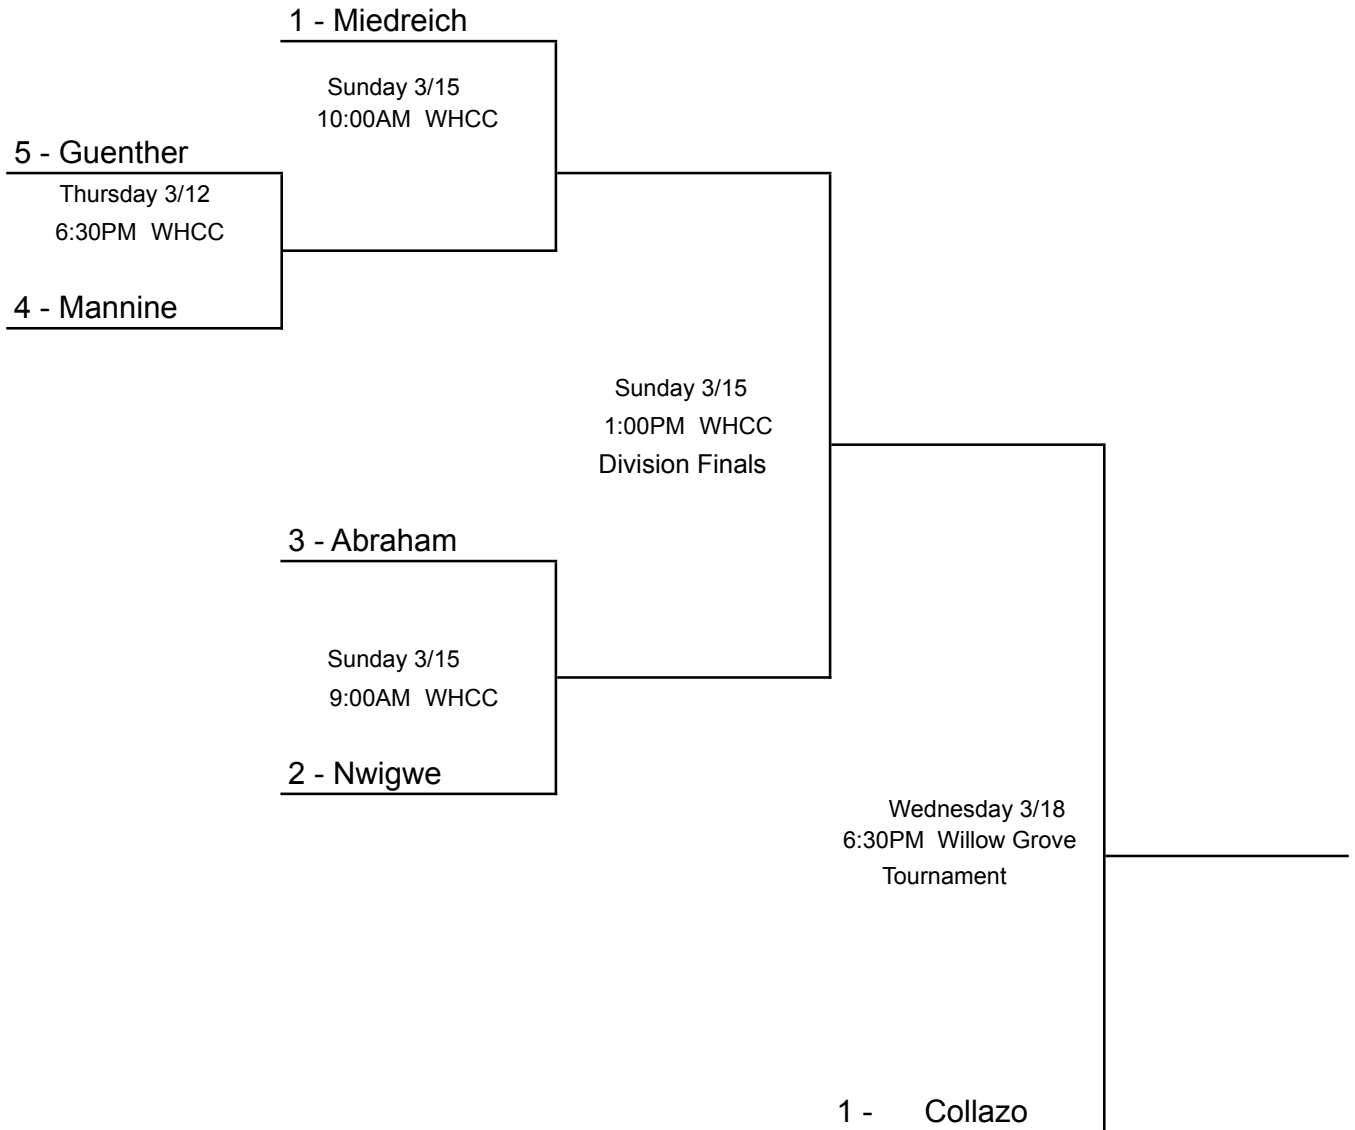 1 - Miedreich
Sunday 3/15
10:00AM WHCC
5 - Guenther
Thursday 3/12
6:30PM WHCC
4 - Mannine
Sunday 3/15
1:00PM WHCC
Division Finals
3 - Abraham
Sunday 3/15
9:00AM WHCC
2 - Nwigwe
Wednesday 3/18
6:30PM Willow Grove
Tournament
1 - Collazo